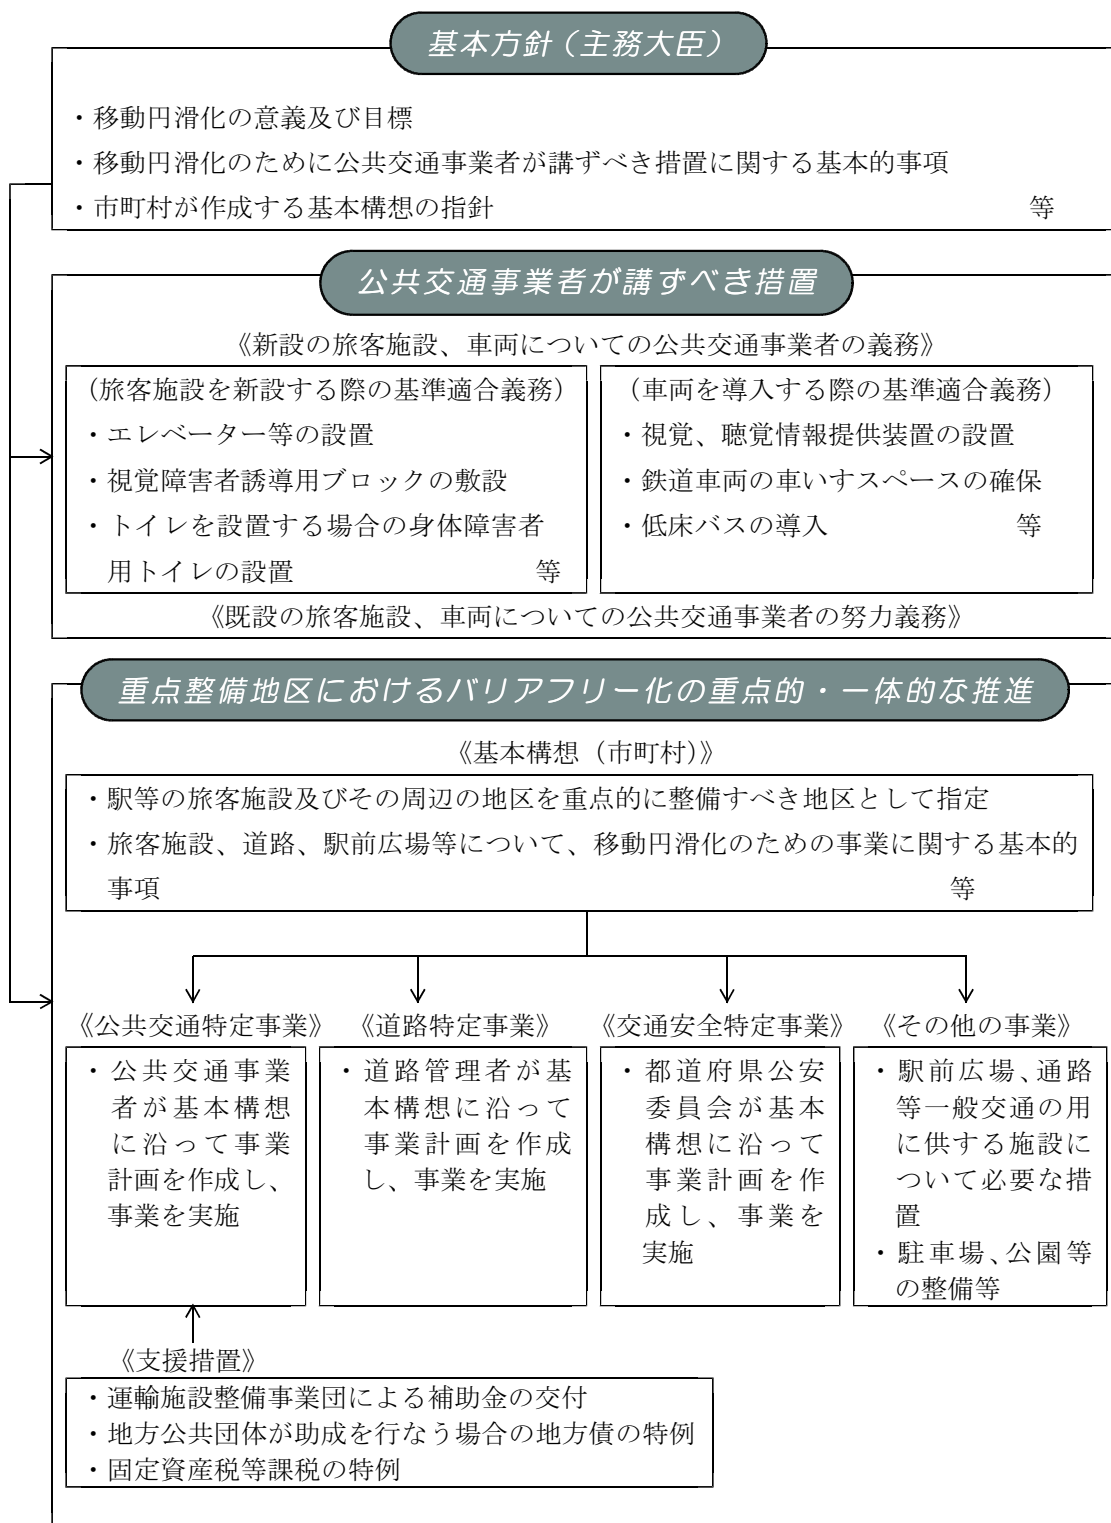 基本方針（主務大臣）
・移動円滑化の意義及び目標
・移動円滑化のために公共交通事業者が講ずべき措置に関する基本的事項
・市町村が作成する基本構想の指針　等
公共交通事業者が講ずべき措置
《新設の旅客施設、車両についての公共交通事業者の義務》
（旅客施設を新設する際の基準適合義務）
・エレベーター等の設置
・視覚障害者誘導用ブロックの敷設
・トイレを設置する場合の身体障害者
用トイレの設置　等
（車両を導入する際の基準適合義務）
・視覚、聴覚情報提供装置の設置
・鉄道車両の車いすスペースの確保
・低床バスの導入　等
《既設の旅客施設、車両についての公共交通事業者の努力義務》
重点整備地区におけるバリアフリー化の重点的・一体的な推進
《基本構想（市町村）》
・駅等の旅客施設及びその周辺の地区を重点的に整備すべき地区として指定
・旅客施設、道路、駅前広場等について、移動円滑化のための事業に関する基本的
事項　等
《公共交通特定事業》
・公共交通事業
者が基本構想
に沿って事業
計画を作成し、
事業を実施
《道路特定事業》
・道路管理者が基
本構想に沿って
事業計画を作成
し、事業を実施
《交通安全特定事業》
・都道府県公安
委員会が基本
構想に沿って
事業計画を作
成し、事業を
実施
《その他の事業》
・駅前広場、通路
等一般交通の用
に供する施設に
ついて必要な措
置
・駐車場、公園等
の整備等
《支援措置》
・運輸施設整備事業団による補助金の交付
・地方公共団体が助成を行なう場合の地方債の特例
・固定資産税等課税の特例